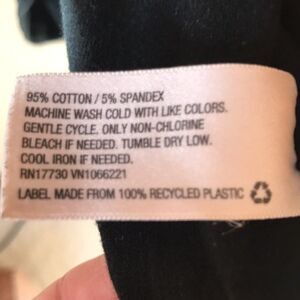 95% COTTON / 5% SPANDEX
MACHINE WASH COLD WITH LIKE COLORS.
GENTLE CYCLE. ONLY NON-CHLORINE
BLEACH IF NEEDED. TUMBLE DRY LOW.
COOL IRON IF NEEDED.
RN17730 VN1066221
LABEL MADE FROM 100% RECYCLED PLASTIC